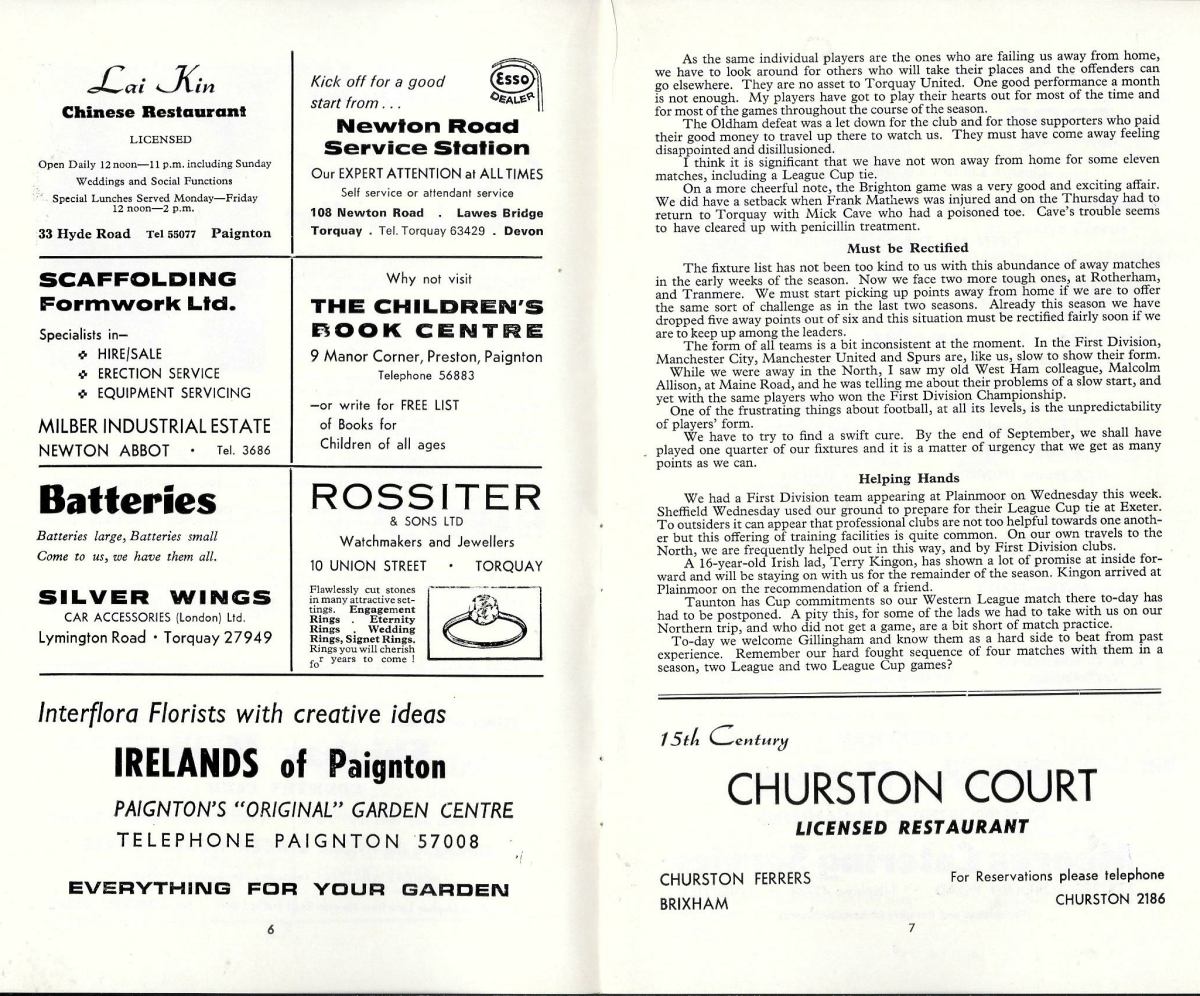 Lai Kin
Chinese Restaurant
LICENSED
Open Daily 12 noon—11 p.m. including Sunday
Weddings and Social Functions
Special Lunches Served Monday—Friday
12 noon—2 p.m.
33 Hyde Road Tel 55077 Paignton
Kick off for a good
start from . . .
Esso
DEALER
Newton Road
Service Station
Our EXPERT ATTENTION at ALL TIMES
Self service or attendant service
108 Newton Road . Lawes Bridge
Torquay . Tel. Torquay 63429 . Devon
SCAFFOLDING
Formwork Ltd.
Specialists in—
❖ HIRE/SALE
❖ ERECTION SERVICE
❖ EQUIPMENT SERVICING
MILBER INDUSTRIAL ESTATE
NEWTON ABBOT • Tel. 3686
Why not visit
THE CHILDREN'S
BOOK CENTRE
9 Manor Corner, Preston, Paignton
Telephone 56883
—or write for FREE LIST
of Books for
Children of all ages
Batteries
Batteries large, Batteries small
Come to us, we have them all.
SILVER WINGS
CAR ACCESSORIES (London) Ltd.
Lymington Road • Torquay 27949
ROSSITER
& SONS LTD
Watchmakers and Jewellers
10 UNION STREET • TORQUAY
Flawlessly cut stones
in many attractive set-
tings. Engagement
Rings . Eternity
Rings . Wedding
Rings, Signet Rings.
Rings you will cherish
for years to come !
Interflora Florists with creative ideas
IRELANDS of Paignton
PAIGNTON'S "ORIGINAL" GARDEN CENTRE
TELEPHONE PAIGNTON 57008
EVERYTHING FOR YOUR GARDEN
6
As the same individual players are the ones who are failing us away from home,
we have to look around for others who will take their places and the offenders can
go elsewhere. They are no asset to Torquay United. One good performance a month
is not enough. My players have got to play their hearts out for most of the time and
for most of the games throughout the course of the season.
The Oldham defeat was a let down for the club and for those supporters who paid
their good money to travel up there to watch us. They must have come away feeling
disappointed and disillusioned.
I think it is significant that we have not won away from home for some eleven
matches, including a League Cup tie.
On a more cheerful note, the Brighton game was a very good and exciting affair.
We did have a setback when Frank Mathews was injured and on the Thursday had to
return to Torquay with Mick Cave who had a poisoned toe. Cave's trouble seems
to have cleared up with penicillin treatment.
Must be Rectified
The fixture list has not been too kind to us with this abundance of away matches
in the early weeks of the season. Now we face two more tough ones, at Rotherham,
and Tranmere. We must start picking up points away from home if we are to offer
the same sort of challenge as in the last two seasons. Already this season we have
dropped five away points out of six and this situation must be rectified fairly soon if we
are to keep up among the leaders.
The form of all teams is a bit inconsistent at the moment. In the First Division,
Manchester City, Manchester United and Spurs are, like us, slow to show their form.
While we were away in the North, I saw my old West Ham colleague, Malcolm
Allison, at Maine Road, and he was telling me about their problems of a slow start, and
yet with the same players who won the First Division Championship.
One of the frustrating things about football, at all its levels, is the unpredictability
of players' form.
We have to try to find a swift cure. By the end of September, we shall have
played one quarter of our fixtures and it is a matter of urgency that we get as many
points as we can.
Helping Hands
We had a First Division team appearing at Plainmoor on Wednesday this week.
Sheffield Wednesday used our ground to prepare for their League Cup tie at Exeter.
To outsiders it can appear that professional clubs are not too helpful towards one anoth-
er but this offering of training facilities is quite common. On our own travels to the
North, we are frequently helped out in this way, and by First Division clubs.
A 16-year-old Irish lad, Terry Kingon, has shown a lot of promise at inside for-
ward and will be staying on with us for the remainder of the season. Kingon arrived at
Plainmoor on the recommendation of a friend.
Taunton has Cup commitments so our Western League match there to-day has
had to be postponed. A pity this, for some of the lads we had to take with us on our
Northern trip, and who did not get a game, are a bit short of match practice.
To-day we welcome Gillingham and know them as a hard side to beat from past
experience. Remember our hard fought sequence of four matches with them in a
season, two League and two League Cup games?
15th Century
CHURSTON COURT
LICENSED RESTAURANT
CHURSTON FERRERS
BRIXHAM
For Reservations please telephone
CHURSTON 2186
7